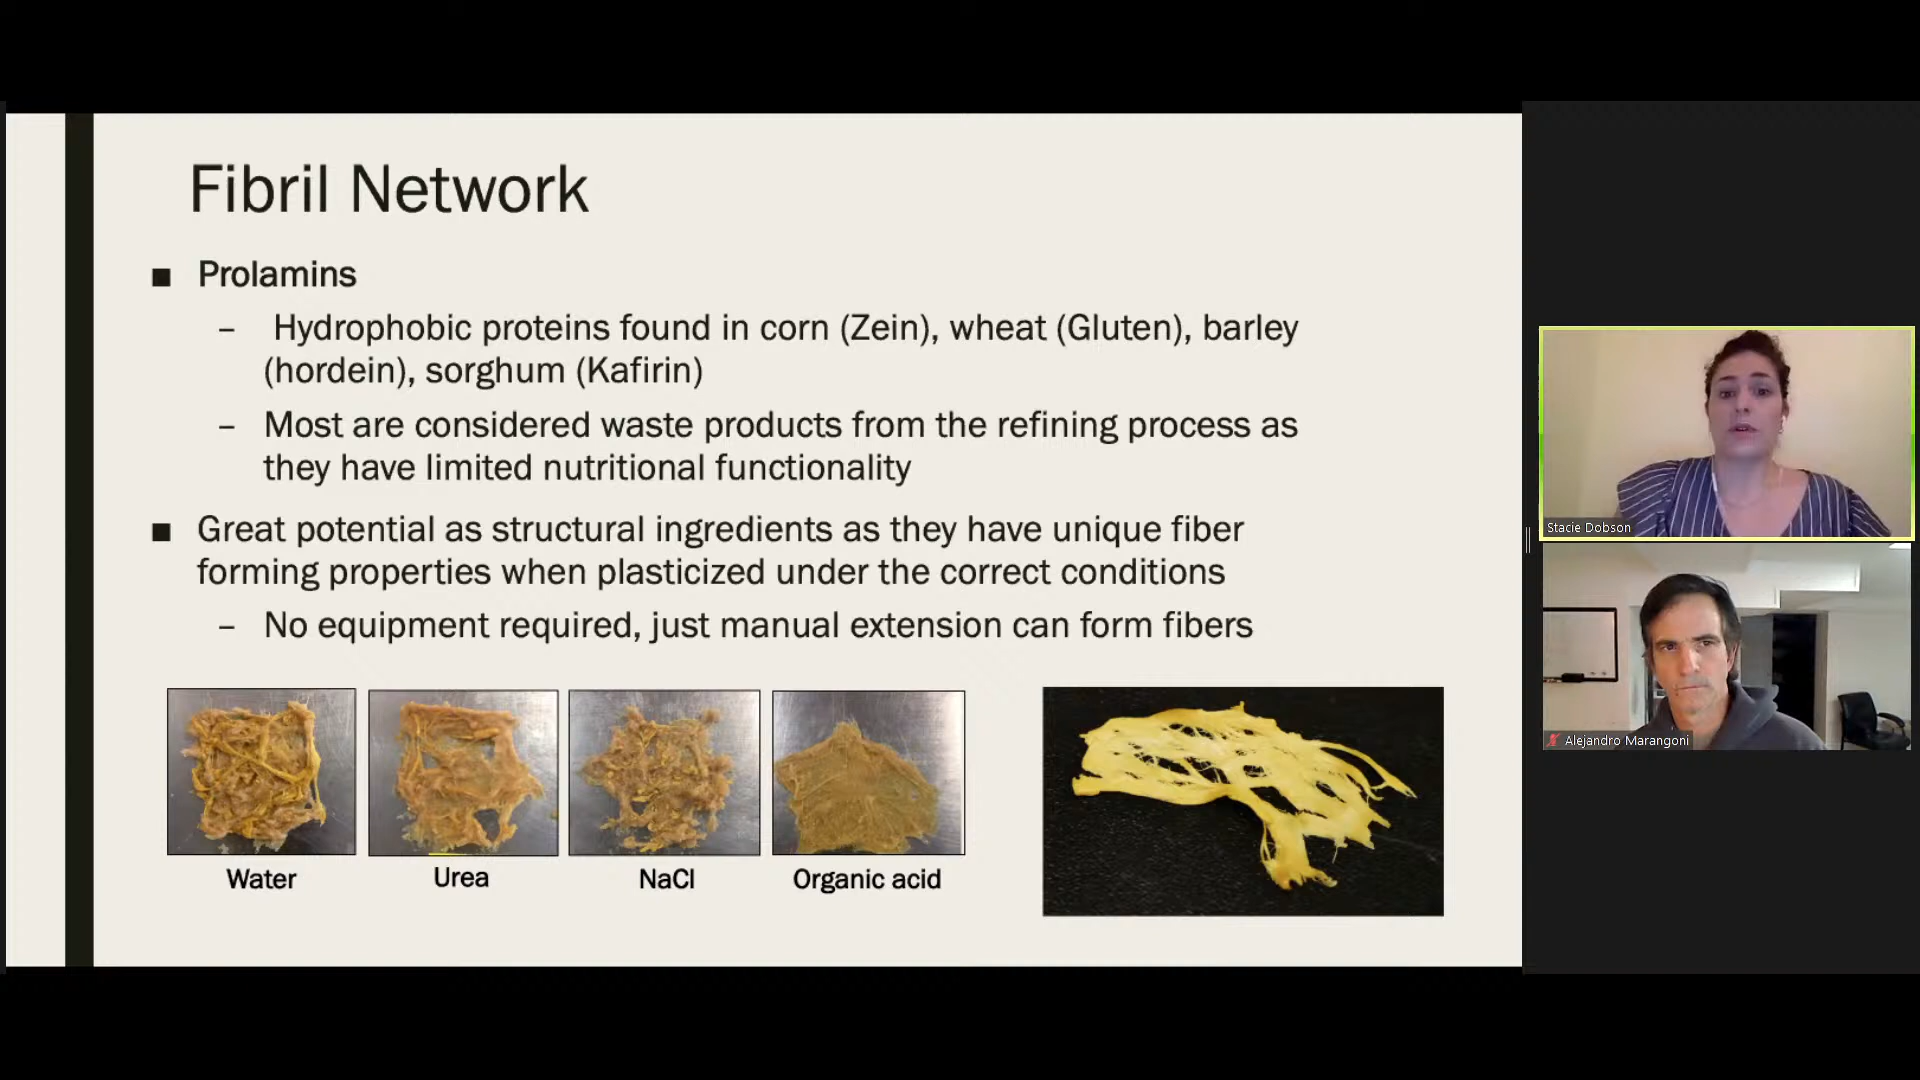 Fibril Network
■ Prolamins
– Hydrophobic proteins found in corn (Zein), wheat (Gluten), barley
(hordein), sorghum (Kafirin)
– Most are considered waste products from the refining process as
they have limited nutritional functionality
■ Great potential as structural ingredients as they have unique fiber
forming properties when plasticized under the correct conditions
– No equipment required, just manual extension can form fibers
Water
Urea
NaCl
Organic acid
Stacie Dobson
Alejandro Marangoni